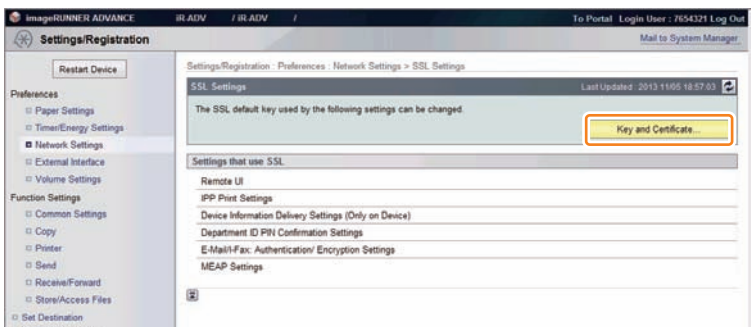 imageRUNNER ADVANCE iR-ADV / iR-ADV / To Portal Login User : 7654321 Log Out
Settings/Registration Mail to System Manager
Restart Device
Preferences
Paper Settings
Timer/Energy Settings
Network Settings
External Interface
Volume Settings
Function Settings
Common Settings
Copy
Printer
Send
Receive/Forward
Store/Access Files
Set Destination
Settings/Registration : Preferences : Network Settings > SSL Settings
SSL Settings Last Updated : 2013 11/05 18:57:03
The SSL default key used by the following settings can be changed.
Key and Certificate...
Settings that use SSL
Remote UI
IPP Print Settings
Device Information Delivery Settings (Only on Device)
Department ID PIN Confirmation Settings
E-Mail/I-Fax: Authentication/ Encryption Settings
MEAP Settings